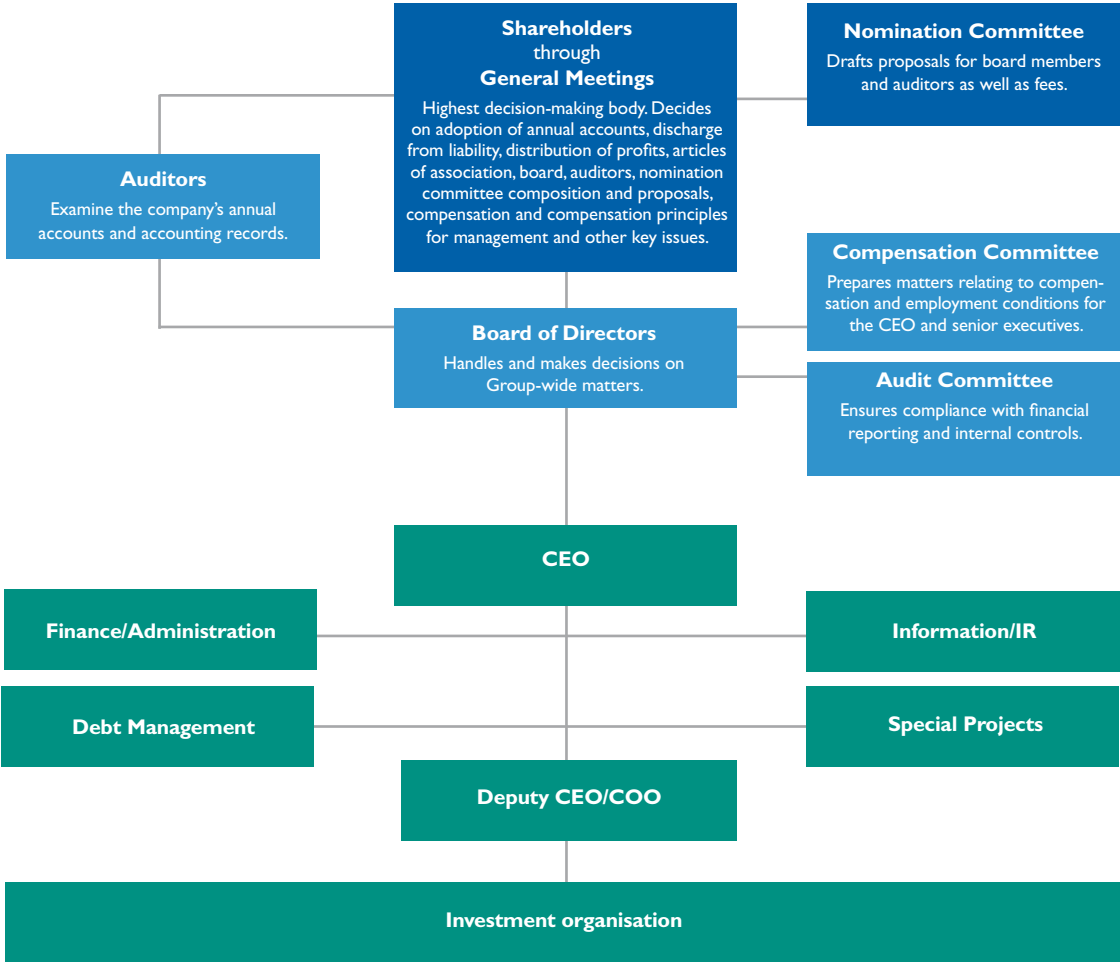 Shareholders
through
General Meetings
Highest decision-making body. Decides
on adoption of annual accounts, discharge
from liability, distribution of profits, articles
of association, board, auditors, nomination
committee composition and proposals,
compensation and compensation principles
for management and other key issues.
Nomination Committee
Drafts proposals for board members
and auditors as well as fees.
Auditors
Examine the company’s annual
accounts and accounting records.
Compensation Committee
Prepares matters relating to compen-
sation and employment conditions for
the CEO and senior executives.
Board of Directors
Handles and makes decisions on
Group-wide matters.
Audit Committee
Ensures compliance with financial
reporting and internal controls.
CEO
Finance/Administration
Information/IR
Debt Management
Special Projects
Deputy CEO/COO
Investment organisation